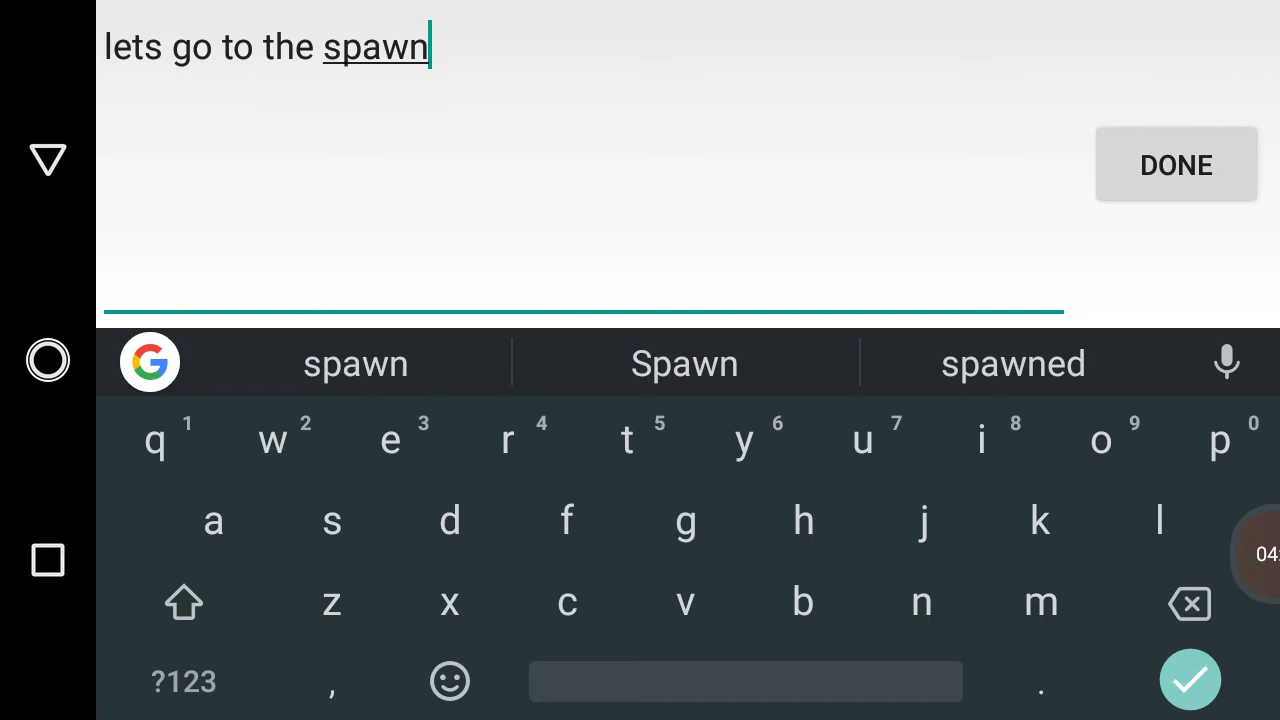 lets go to the spawn
DONE
spawn Spawn spawned
q 1 w 2 e 3 r 4 t 5 y 6 u 7 i 8 o 9 p 0
a s d f g h j k l
z x c v b n m
?123 , .